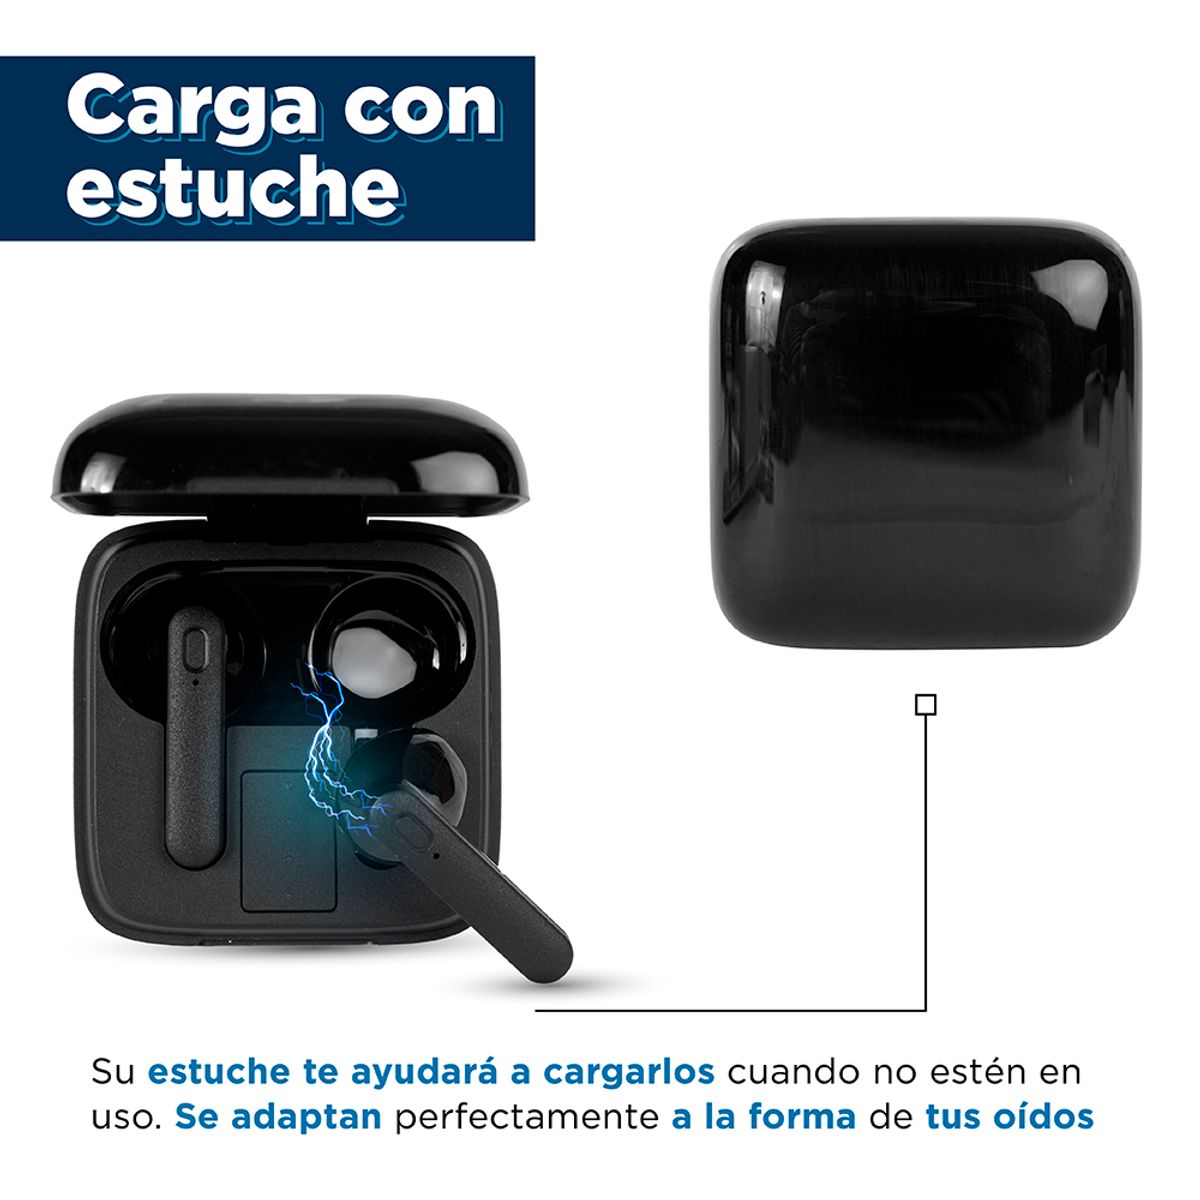 Carga con
estuche
Su estuche te ayudará a cargarlos cuando no estén en
uso. Se adaptan perfectamente a la forma de tus oídos